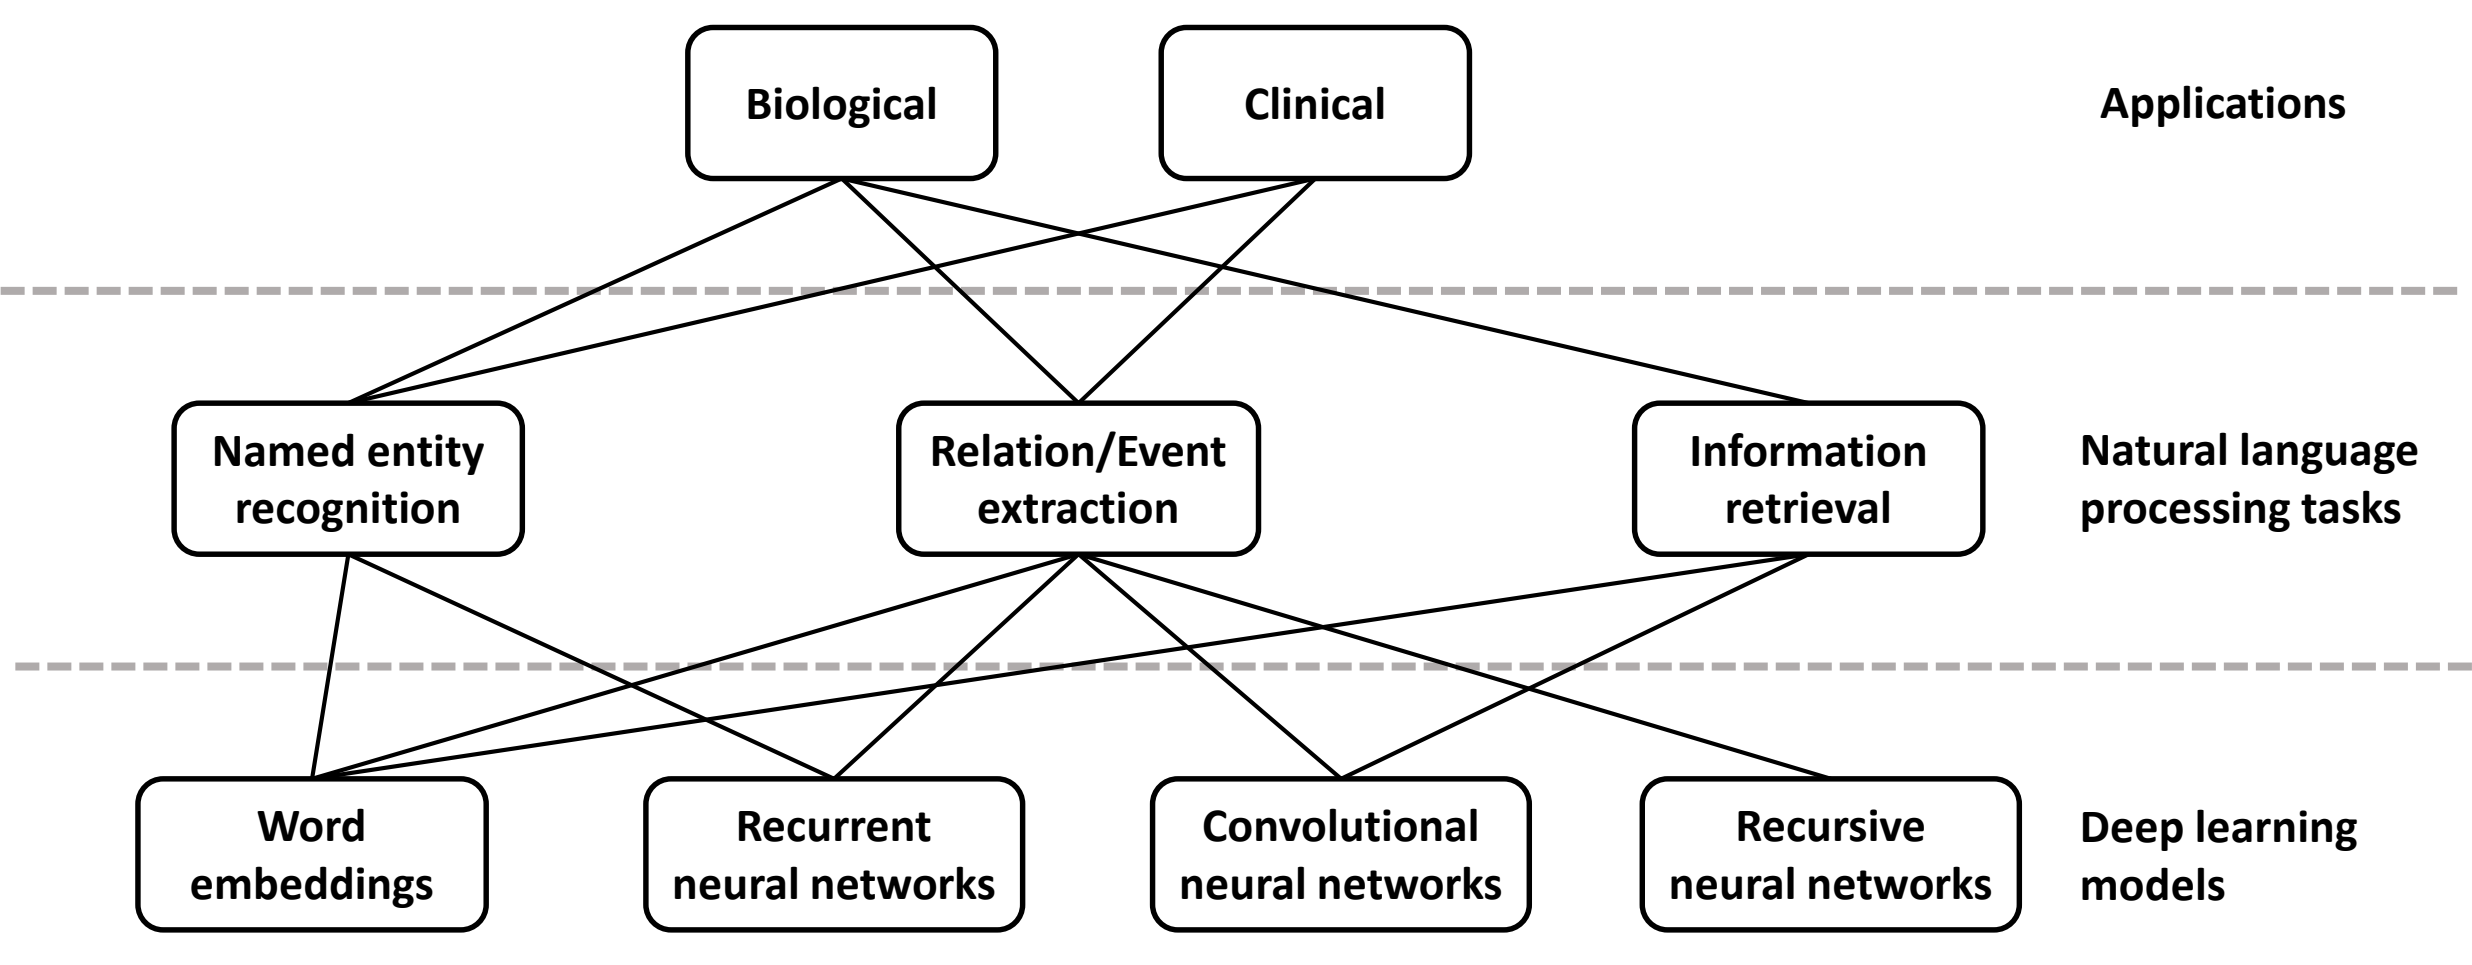 Biological
Clinical
Applications
Named entity
recognition
Relation/Event
extraction
Information
retrieval
Natural language
processing tasks
Word
embeddings
Recurrent
neural networks
Convolutional
neural networks
Recursive
neural networks
Deep learning
models